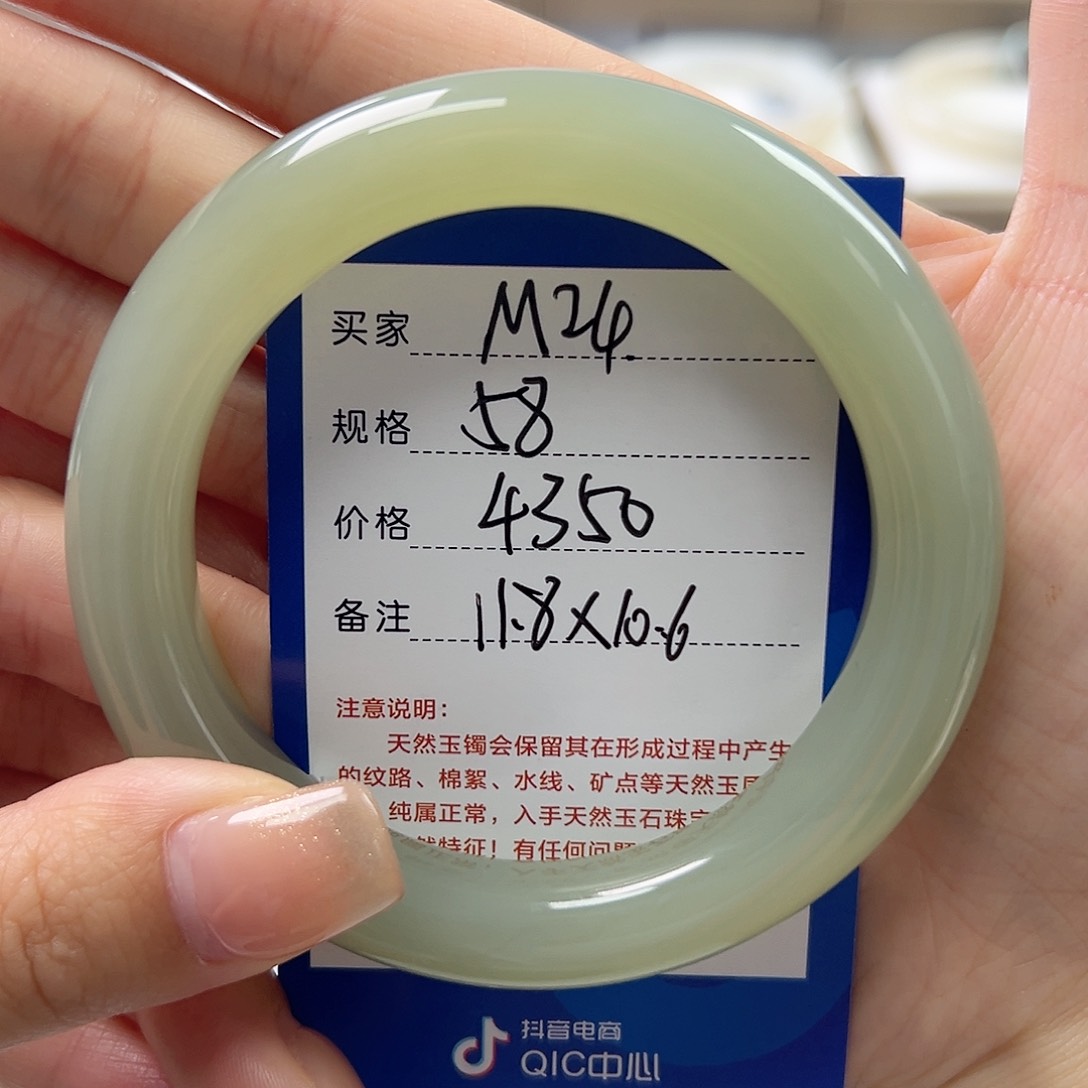 买家 M24.
规格 58
价格 4350
备注 11.8×10.6
注意说明：
天然玉镯会保留其在形成过程中产生
的纹路、棉絮、水线、矿点等天然玉
纯属正常，入手天然玉石珠
特征！有任何问题
抖音电商
QIC中心